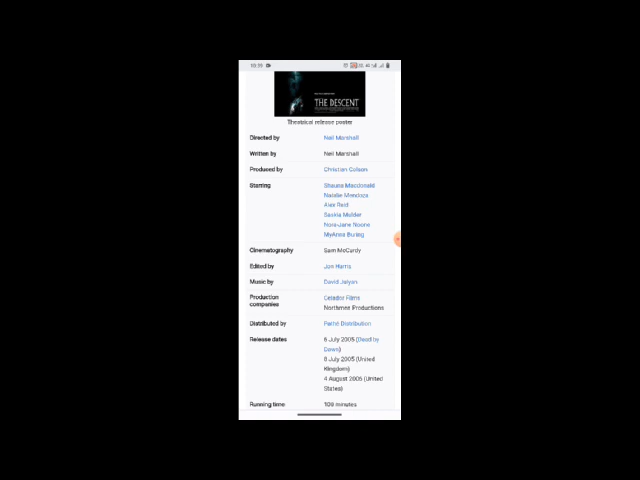 THE DESCENT
Theatrical release poster
Directed by Neil Marshall
Written by Neil Marshall
Produced by Christian Colson
Starring Shauna Macdonald
Natalie Mendoza
Alex Reid
Saskia Mulder
Nora-Jane Noone
MyAnna Buring
Cinematography Sam McCurdy
Edited by Jon Harris
Music by David Julyan
Production companies Celador Films
Northmen Productions
Distributed by Pathé Distribution
Release dates 6 July 2005 (Dead by
Dawn)
8 July 2005 (United
Kingdom)
4 August 2006 (United
States)
Running time 100 minutes